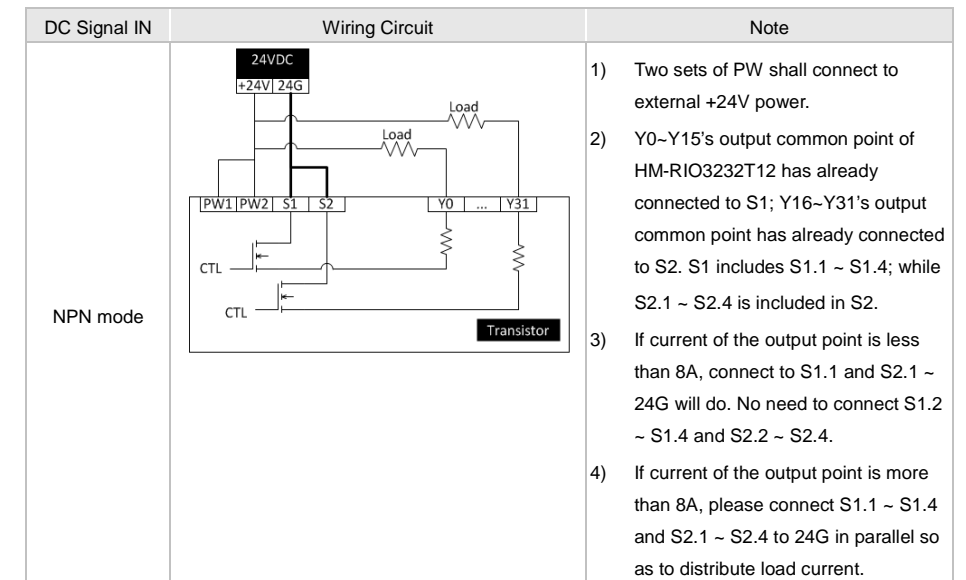 DC Signal IN
Wiring Circuit
Note
NPN mode
24VDC
+24V 24G
Load
Load
PW1 PW2 S1 S2 Y0 ... Y31
CTL
CTL
Transistor
1) Two sets of PW shall connect to
external +24V power.
2) Y0~Y15's output common point of
HM-RIO3232T12 has already
connected to S1; Y16~Y31's output
common point has already connected
to S2. S1 includes S1.1 ~ S1.4; while
S2.1 ~ S2.4 is included in S2.
3) If current of the output point is less
than 8A, connect to S1.1 and S2.1 ~
24G will do. No need to connect S1.2
~ S1.4 and S2.2 ~ S2.4.
4) If current of the output point is more
than 8A, please connect S1.1 ~ S1.4
and S2.1 ~ S2.4 to 24G in parallel so
as to distribute load current.